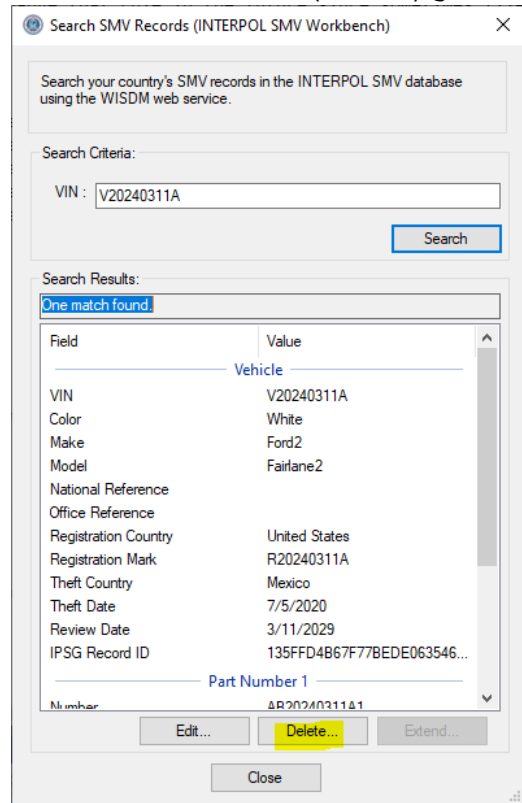 Search SMV Records (INTERPOL SMV Workbench)
Search your country's SMV records in the INTERPOL SMV database
using the WISDM web service.
Search Criteria:
VIN : V20240311A
Search
Search Results:
One match found.
Field Value
Vehicle
VIN V20240311A
Color White
Make Ford2
Model Fairlane2
National Reference
Office Reference
Registration Country United States
Registration Mark R20240311A
Theft Country Mexico
Theft Date 7/5/2020
Review Date 3/11/2029
IPSG Record ID 135FFD4B67F77BEDE063546...
Part Number 1
Number AB20240311A1
Edit... Delete... Extend...
Close